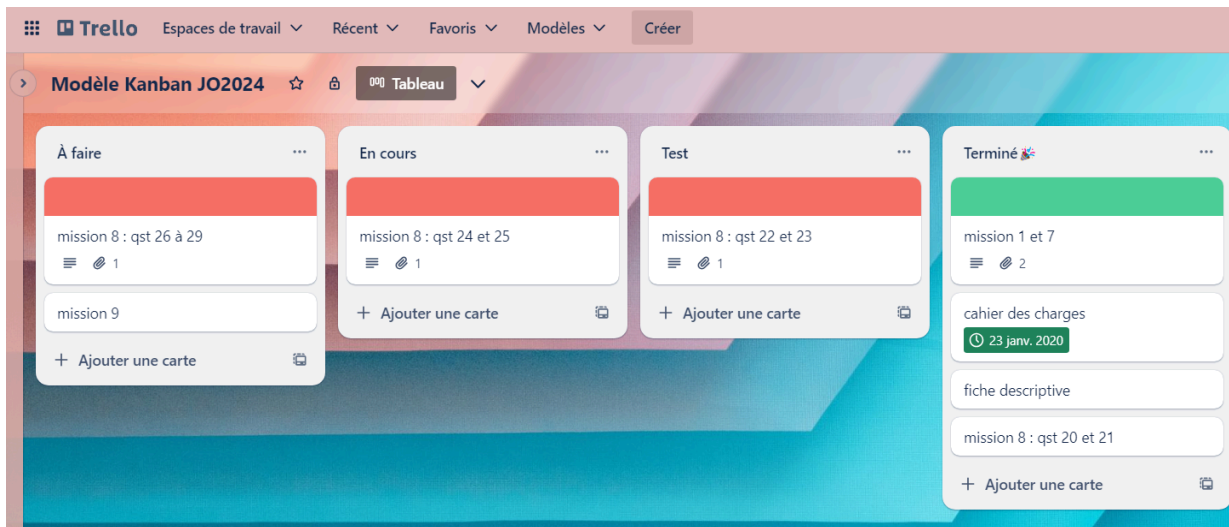 Trello Espaces de travail Récent Favoris Modèles Créer
Modèle Kanban JO2024 Tableau
À faire
mission 8 : qst 26 à 29
1
mission 9
+ Ajouter une carte
En cours
mission 8 : qst 24 et 25
1
+ Ajouter une carte
Test
mission 8 : qst 22 et 23
1
+ Ajouter une carte
Terminé🎉
mission 1 et 7
2
cahier des charges
23 janv. 2020
fiche descriptive
mission 8 : qst 20 et 21
+ Ajouter une carte